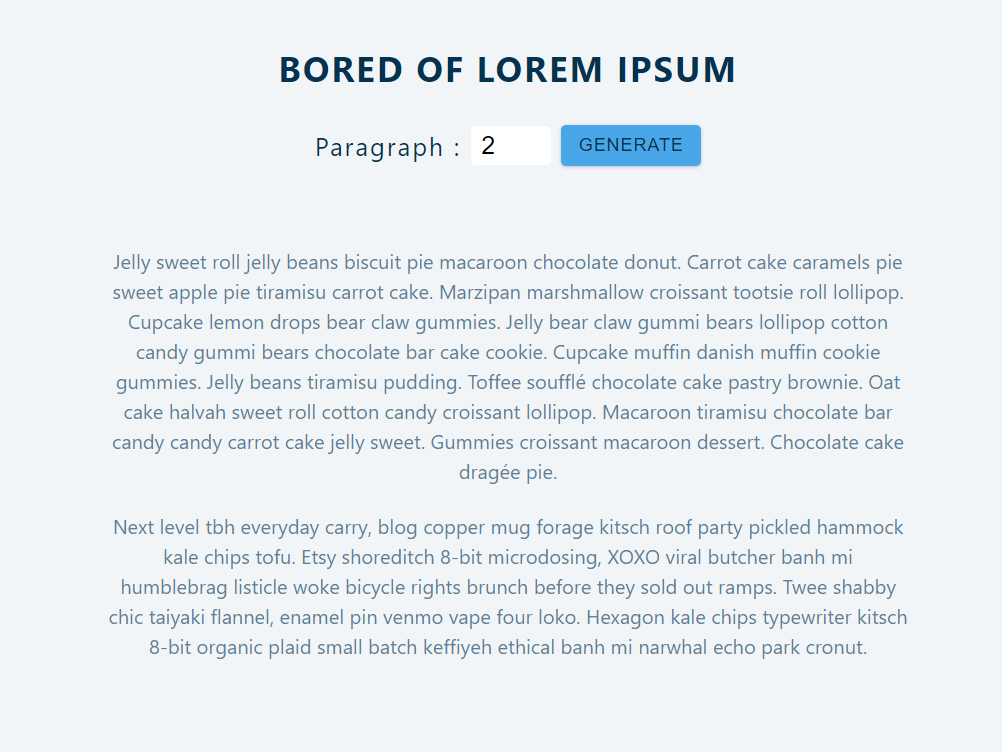 BORED OF LOREM IPSUM
Paragraph : 2 GENERATE
Jelly sweet roll jelly beans biscuit pie macaroon chocolate donut. Carrot cake caramels pie
sweet apple pie tiramisu carrot cake. Marzipan marshmallow croissant tootsie roll lollipop.
Cupcake lemon drops bear claw gummies. Jelly bear claw gummi bears lollipop cotton
candy gummi bears chocolate bar cake cookie. Cupcake muffin danish muffin cookie
gummies. Jelly beans tiramisu pudding. Toffee soufflé chocolate cake pastry brownie. Oat
cake halvah sweet roll cotton candy croissant lollipop. Macaroon tiramisu chocolate bar
candy candy carrot cake jelly sweet. Gummies croissant macaroon dessert. Chocolate cake
dragée pie.
Next level tbh everyday carry, blog copper mug forage kitsch roof party pickled hammock
kale chips tofu. Etsy shoreditch 8-bit microdosing, XOXO viral butcher banh mi
humblebrag listicle woke bicycle rights brunch before they sold out ramps. Twee shabby
chic taiyaki flannel, enamel pin venmo vape four loko. Hexagon kale chips typewriter kitsch
8-bit organic plaid small batch keffiyeh ethical banh mi narwhal echo park cronut.